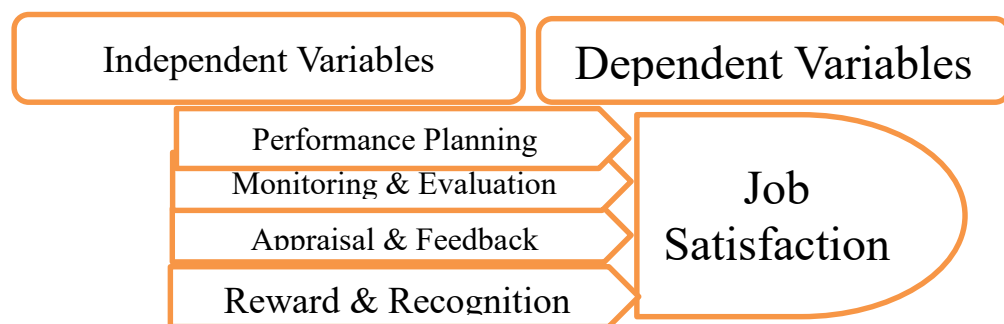 Independent Variables
Dependent Variables
Performance Planning
Monitoring & Evaluation
Appraisal & Feedback
Reward & Recognition
Job
Satisfaction